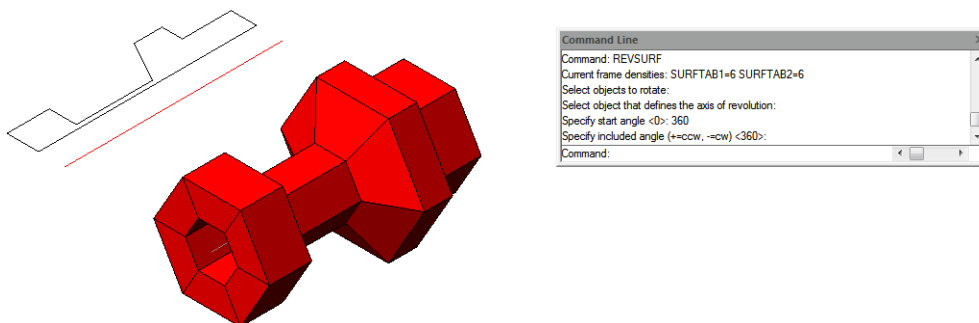 Command Line
Command: REVSURF
Current frame densities: SURFTAB1=6 SURFTAB2=6
Select objects to rotate:
Select object that defines the axis of revolution:
Specify start angle <0>: 360
Specify included angle (+=ccw, -=cw) <360>:
Command: